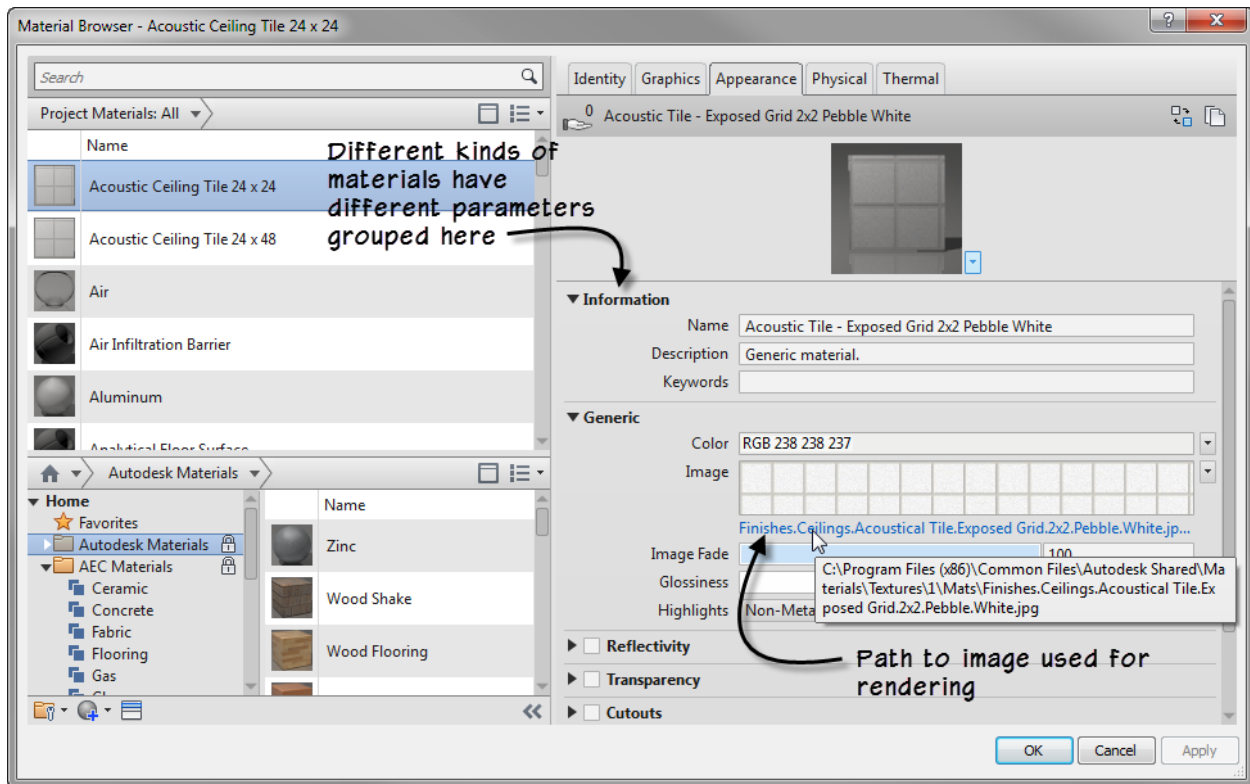 Material Browser - Acoustic Ceiling Tile 24 x 24
Search
Project Materials: All
Name
Acoustic Ceiling Tile 24 x 24
Acoustic Ceiling Tile 24 x 48
Air
Air Infiltration Barrier
Aluminum
Analytical Floor Surface
Different kinds of
materials have
different parameters
grouped here
Autodesk Materials
Home
Favorites
Autodesk Materials
AEC Materials
Ceramic
Concrete
Fabric
Flooring
Gas
Name
Zinc
Wood Shake
Wood Flooring
Identity Graphics Appearance Physical Thermal
0 Acoustic Tile - Exposed Grid 2x2 Pebble White
Information
Name Acoustic Tile - Exposed Grid 2x2 Pebble White
Description Generic material.
Keywords
Generic
Color RGB 238 238 237
Image
Finishes.Ceilings.Acoustical Tile.Exposed Grid.2x2.Pebble.White.jp...
Image Fade 100
Glossiness
Highlights Non-Meta
C:\Program Files (x86)\Common Files\Autodesk Shared\Ma
terials\Textures\1\Mats\Finishes.Ceilings.Acoustical Tile.Ex
posed Grid.2x2.Pebble.White.jpg
Reflectivity
Transparency
Cutouts
Path to image used for
rendering
OK Cancel Apply